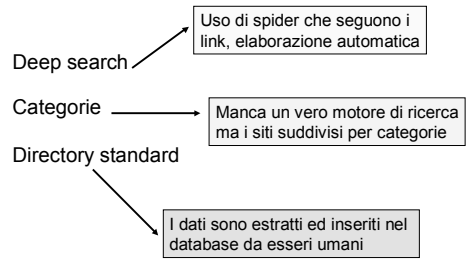 Uso di spider che seguono i
link, elaborazione automatica
Deep search
Categorie
Manca un vero motore di ricerca
ma i siti suddivisi per categorie
Directory standard
I dati sono estratti ed inseriti nel
database da esseri umani